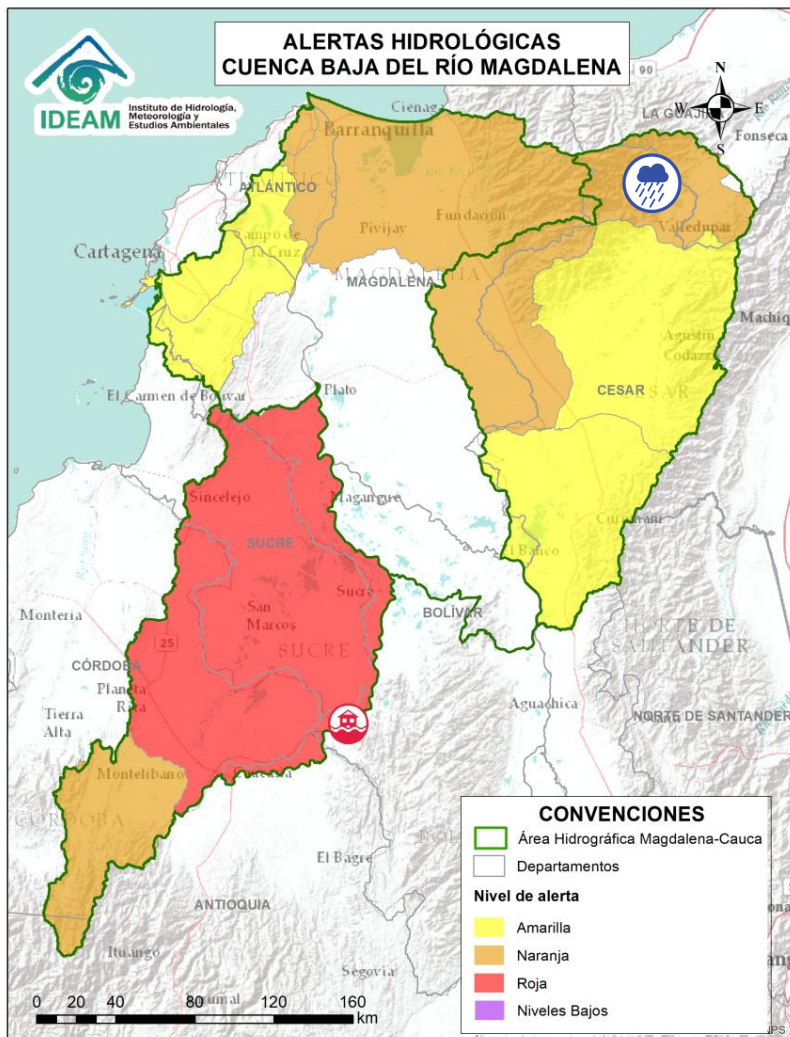 ALERTAS HIDROLÓGICAS
CUENCA BAJA DEL RÍO MAGDALENA
IDEAM
Instituto de Hidrología,
Meteorología y
Estudios Ambientales
N
W
E
S
90
Ciénaga
LA GUAJIRA
Fonseca
Barranquilla
ATLÁNTICO
Fundación
Pivijay
Valledupar
Campo de
la Cruz
Cartagena
MAGDALENA
MAGDALENA
Agustín
Codazzi
CESAR
El Carmen de Bolívar
Plato
Sincelejo
Magangué
SUCRE
El Banco
Sucre
San
Marcos
BOLÍVAR
Montería
SUCRE
25
CÓRDOBA
NORTE DE
SANTANDER
Planeta
Rica
Aguachica
Tierra
Alta
NORTE DE SANTANDER
Montelíbano
CÓRDOBA
El Bagre
ANTIOQUIA
Ituango
Segovia
CONVENCIONES
Área Hidrográfica Magdalena-Cauca
Departamentos
Nivel de alerta
Amarilla
Naranja
Roja
Niveles Bajos
0 20 40 80 120 160
km